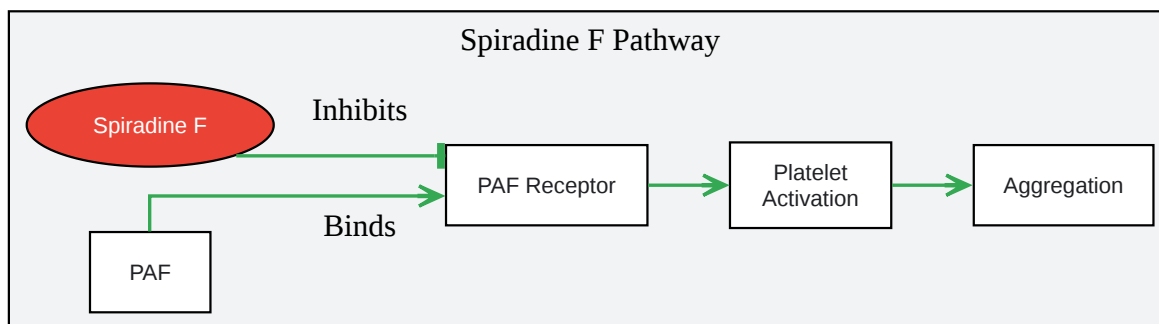 Spiradine F Pathway
Spiradine F
Inhibits
PAF Receptor
Platelet
Activation
Aggregation
Binds
PAF